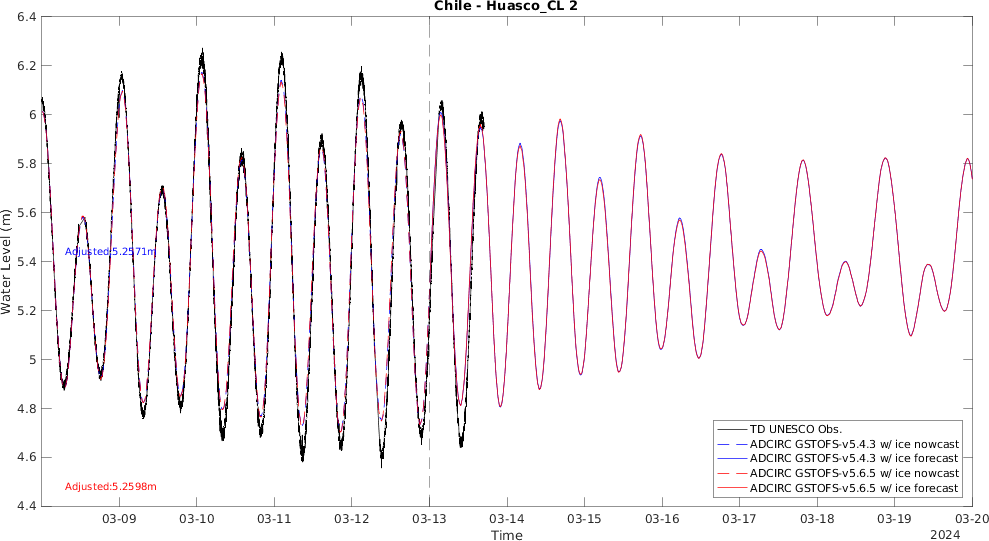 Chile - Huasco_CL 2
6.4
6.2
6
5.8
5.6
5.4
5.2
5
4.8
4.6
4.4
Water Level (m)
Adjusted:5.2571m
Adjusted:5.2598m
TD UNESCO Obs.
ADCIRC GSTOFS-v5.4.3 w/ ice nowcast
ADCIRC GSTOFS-v5.4.3 w/ ice forecast
ADCIRC GSTOFS-v5.6.5 w/ ice nowcast
ADCIRC GSTOFS-v5.6.5 w/ ice forecast
03-09 03-10 03-11 03-12 03-13 03-14 03-15 03-16 03-17 03-18 03-19 03-20
Time
2024